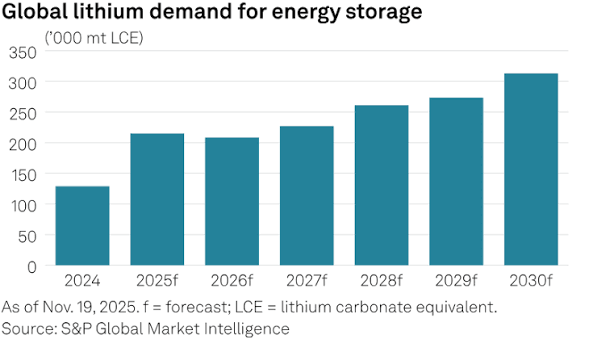 Global lithium demand for energy storage
('000 mt LCE)
350
300
250
200
150
100
50
0
2024 2025f 2026f 2027f 2028f 2029f 2030f
As of Nov. 19, 2025. f = forecast; LCE = lithium carbonate equivalent.
Source: S&P Global Market Intelligence